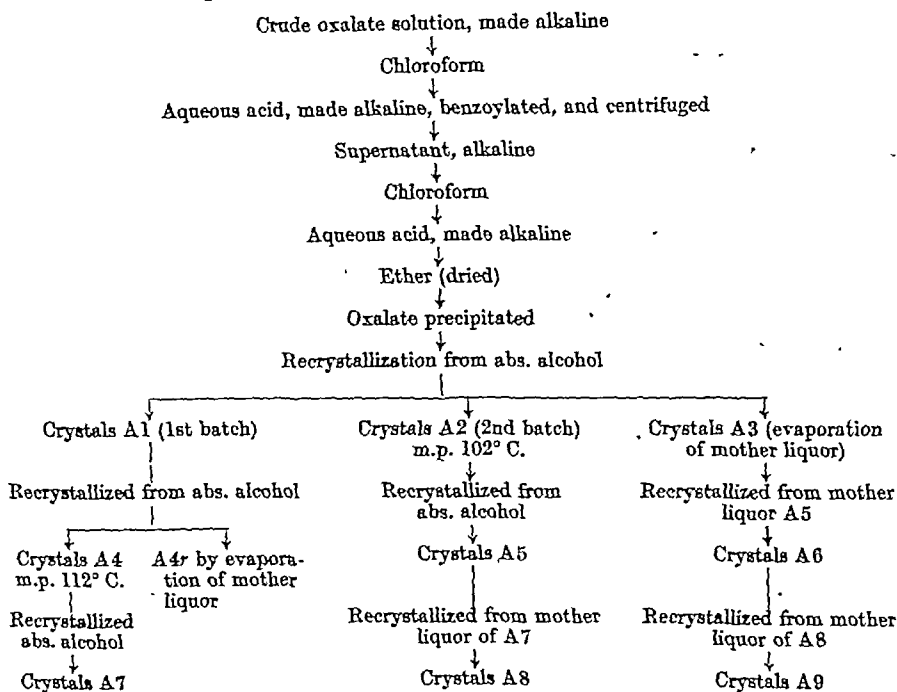 Crude oxalate solution, made alkaline
Chloroform
Aqueous acid, made alkaline, benzoylated, and centrifuged
Supernatant, alkaline
Chloroform
Aqueous acid, made alkaline
Ether (dried)
Oxalate precipitated
Recrystallization from abs. alcohol
Crystals A1 (1st batch)
Recrystallized from abs. alcohol
Crystals A4
m.p. 112° C.
A4r by evapora-
tion of mother
liquor
Recrystallized
abs. alcohol
Crystals A7
Crystals A2 (2nd batch)
m.p. 102° C.
Recrystallized from
abs. alcohol
Crystals A5
Recrystallized from mother
liquor of A7
Crystals A8
Crystals A3 (evaporation
of mother liquor)
Recrystallized from mother
liquor A5
Crystals A6
Recrystallized from mother
liquor of A8
Crystals A9